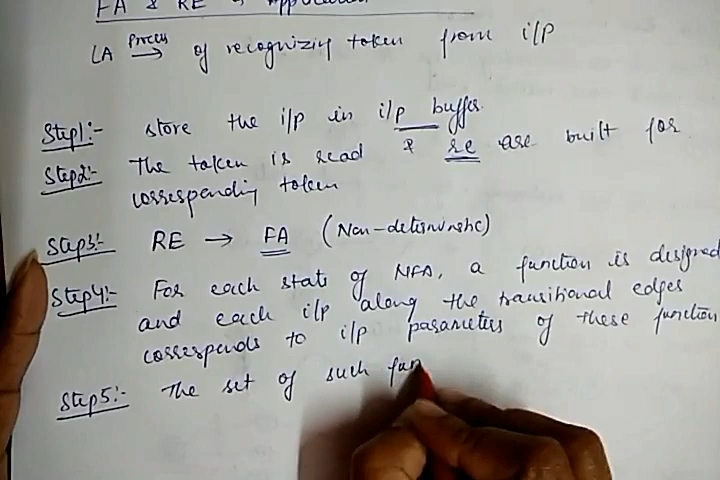 FA & RE
LA Process → of recognizing token from i/p
Step1:- store the i/p in i/p buffer.
Step2:- The token is read & re are built for
corresponding token
Step3:- RE → FA (Non-deterministic)
Step4:- For each state of NFA, a function is designed
and each i/p along the transitional edges
corresponds to i/p parameters of these function
Step5:- The set of such fun